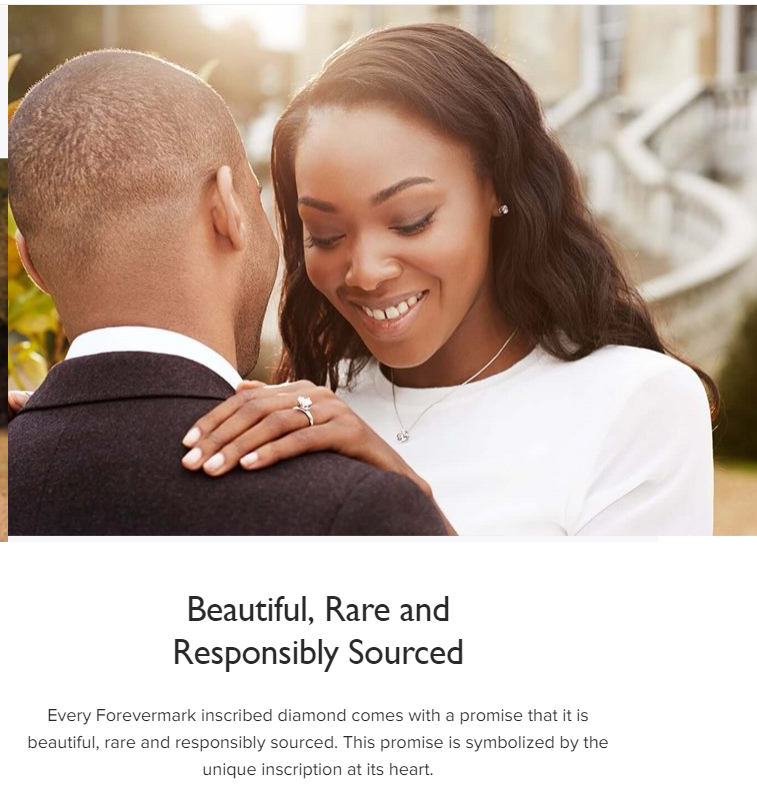 Beautiful, Rare and
Responsibly Sourced
Every Forevermark inscribed diamond comes with a promise that it is
beautiful, rare and responsibly sourced. This promise is symbolized by the
unique inscription at its heart.